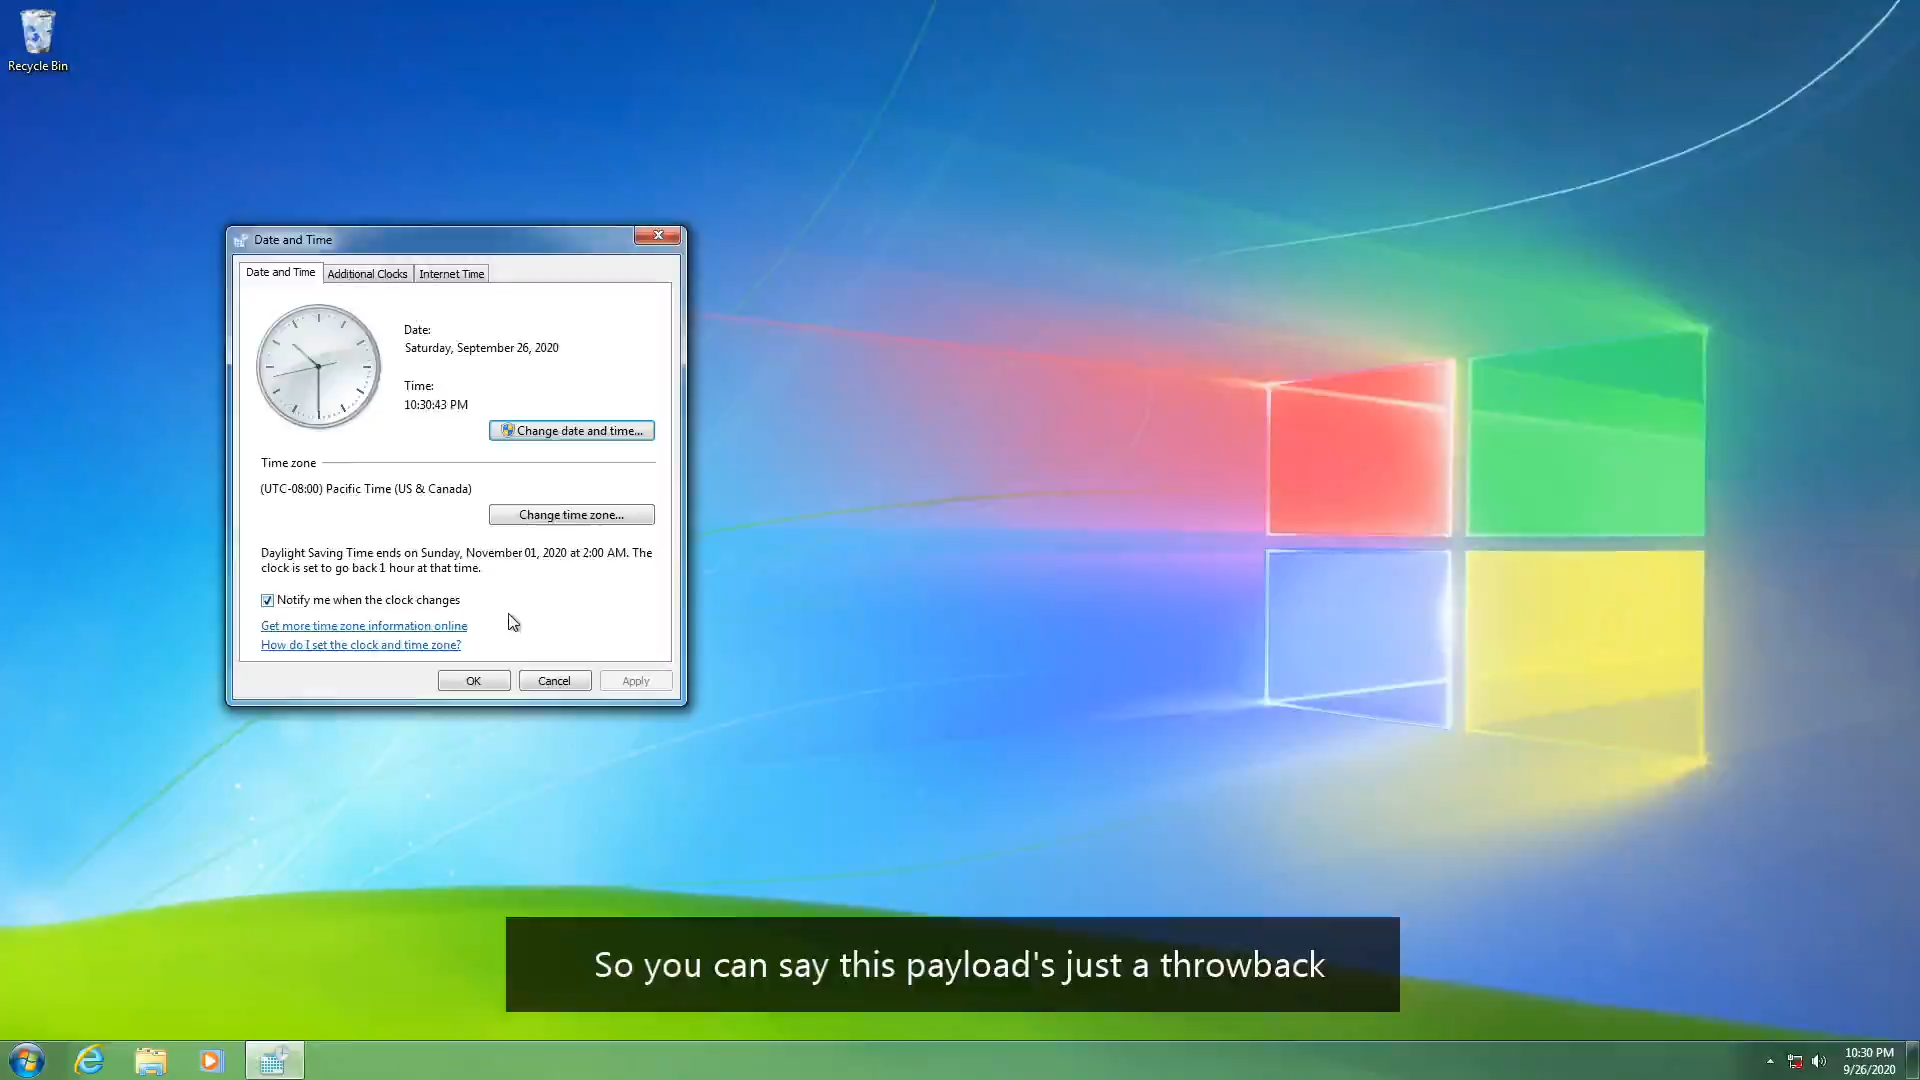 Recycle Bin
Date and Time
Date and Time
Additional Clocks
Internet Time
Date:
Saturday, September 26, 2020
Time:
10:30:43 PM
Change date and time...
Time zone
(UTC-08:00) Pacific Time (US & Canada)
Change time zone...
Daylight Saving Time ends on Sunday, November 01, 2020 at 2:00 AM. The
clock is set to go back 1 hour at that time.
Notify me when the clock changes
Get more time zone information online
How do I set the clock and time zone?
OK
Cancel
Apply
So you can say this payload's just a throwback
10:30 PM
9/26/2020